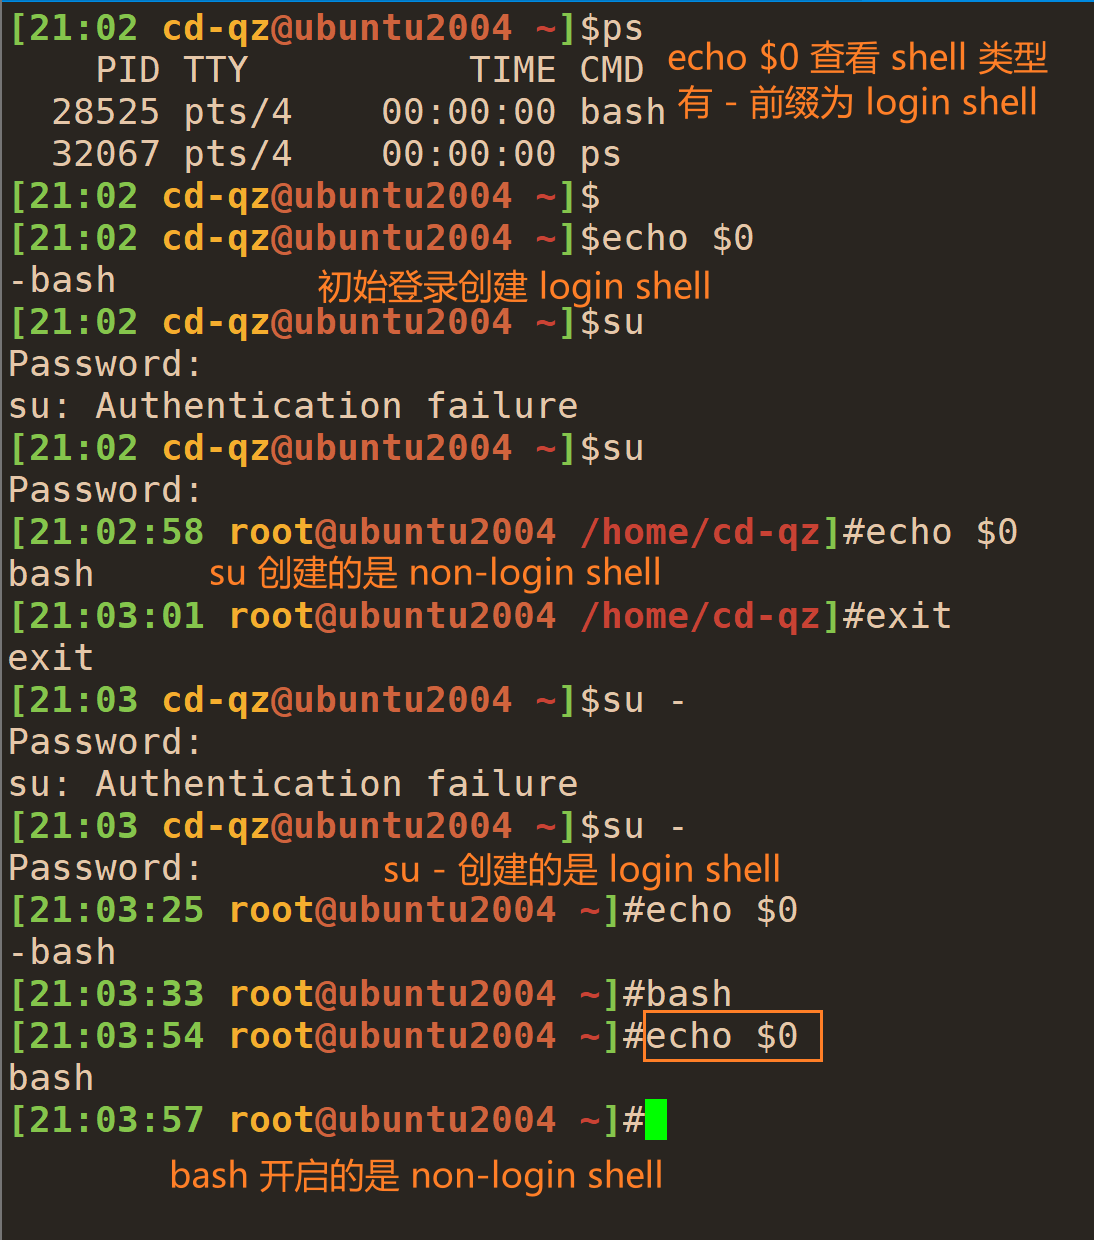 [21:02 cd-qz@ubuntu2004 ~]$ps
echo $0 查看 shell 类型
PID TTY TIME CMD
有 - 前缀为 login shell
28525 pts/4 00:00:00 bash
32067 pts/4 00:00:00 ps
[21:02 cd-qz@ubuntu2004 ~]$
[21:02 cd-qz@ubuntu2004 ~]$echo $0
-bash
初始登录创建 login shell
[21:02 cd-qz@ubuntu2004 ~]$su
Password:
su: Authentication failure
[21:02 cd-qz@ubuntu2004 ~]$su
Password:
[21:02:58 root@ubuntu2004 /home/cd-qz]#echo $0
bash
su 创建的是 non-login shell
[21:03:01 root@ubuntu2004 /home/cd-qz]#exit
exit
[21:03 cd-qz@ubuntu2004 ~]$su -
Password:
su: Authentication failure
[21:03 cd-qz@ubuntu2004 ~]$su -
Password:
su - 创建的是 login shell
[21:03:25 root@ubuntu2004 ~]#echo $0
-bash
[21:03:33 root@ubuntu2004 ~]#bash
[21:03:54 root@ubuntu2004 ~]#echo $0
bash
[21:03:57 root@ubuntu2004 ~]#
bash 开启的是 non-login shell